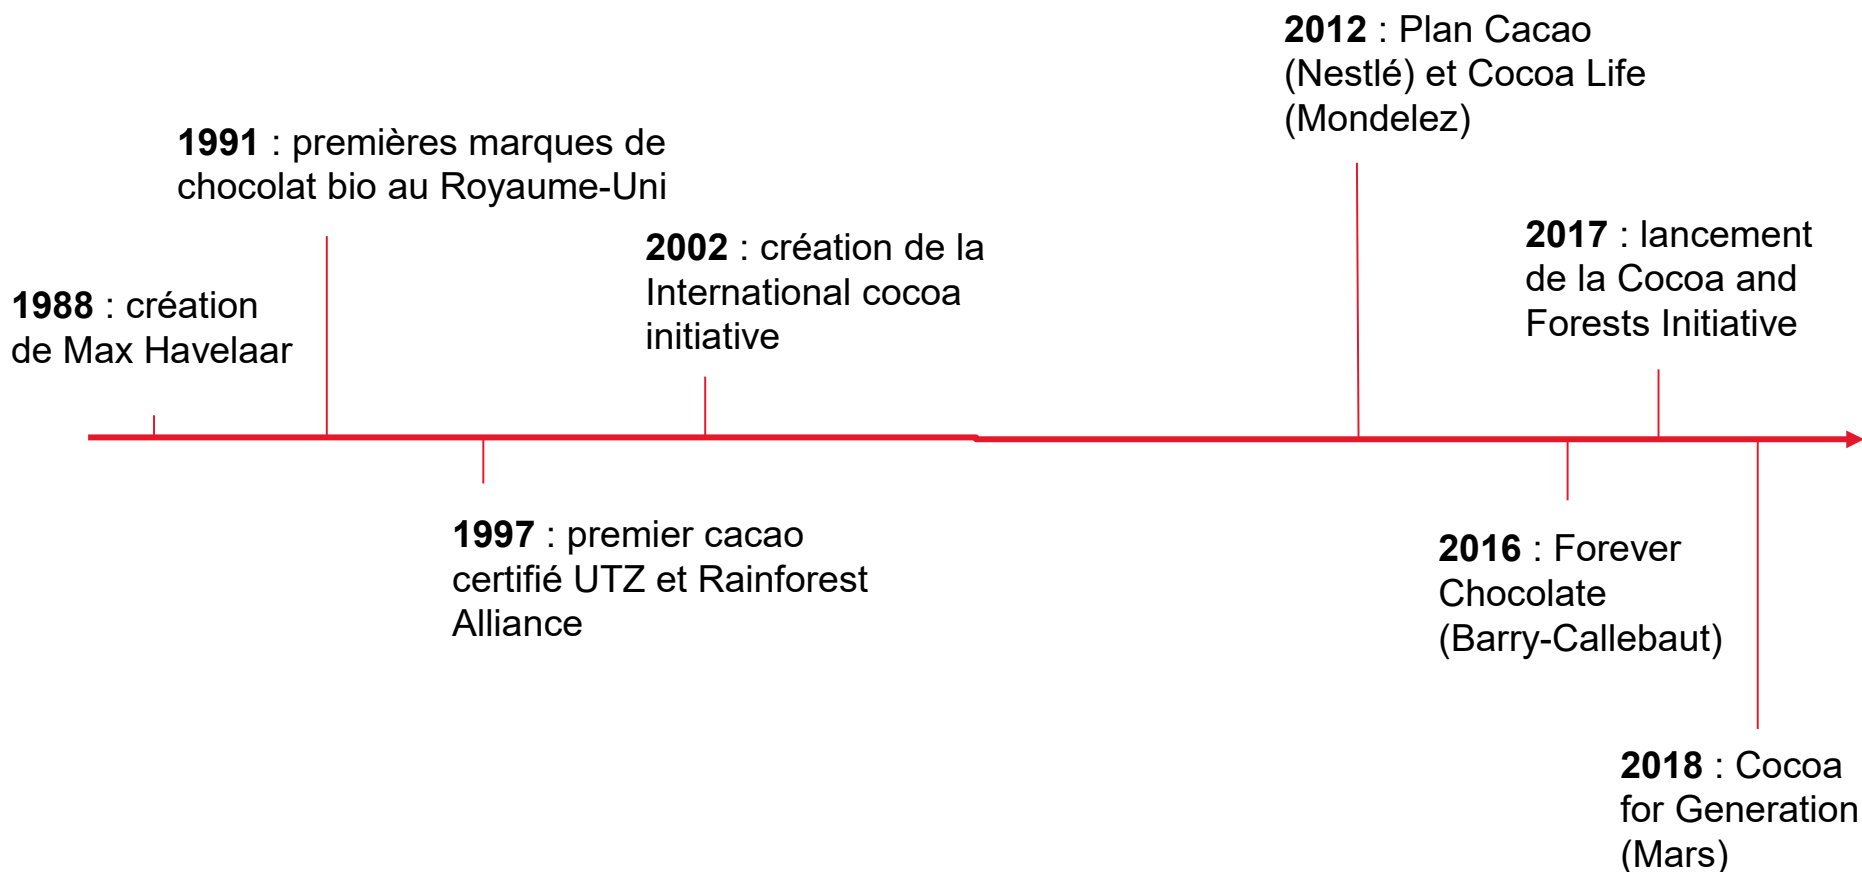 1988 : création
de Max Havelaar
1991 : premières marques de
chocolat bio au Royaume-Uni
1997 : premier cacao
certifié UTZ et Rainforest
Alliance
2002 : création de la
International cocoa
initiative
2012 : Plan Cacao
(Nestlé) et Cocoa Life
(Mondelez)
2016 : Forever
Chocolate
(Barry-Callebaut)
2017 : lancement
de la Cocoa and
Forests Initiative
2018 : Cocoa
for Generation
(Mars)